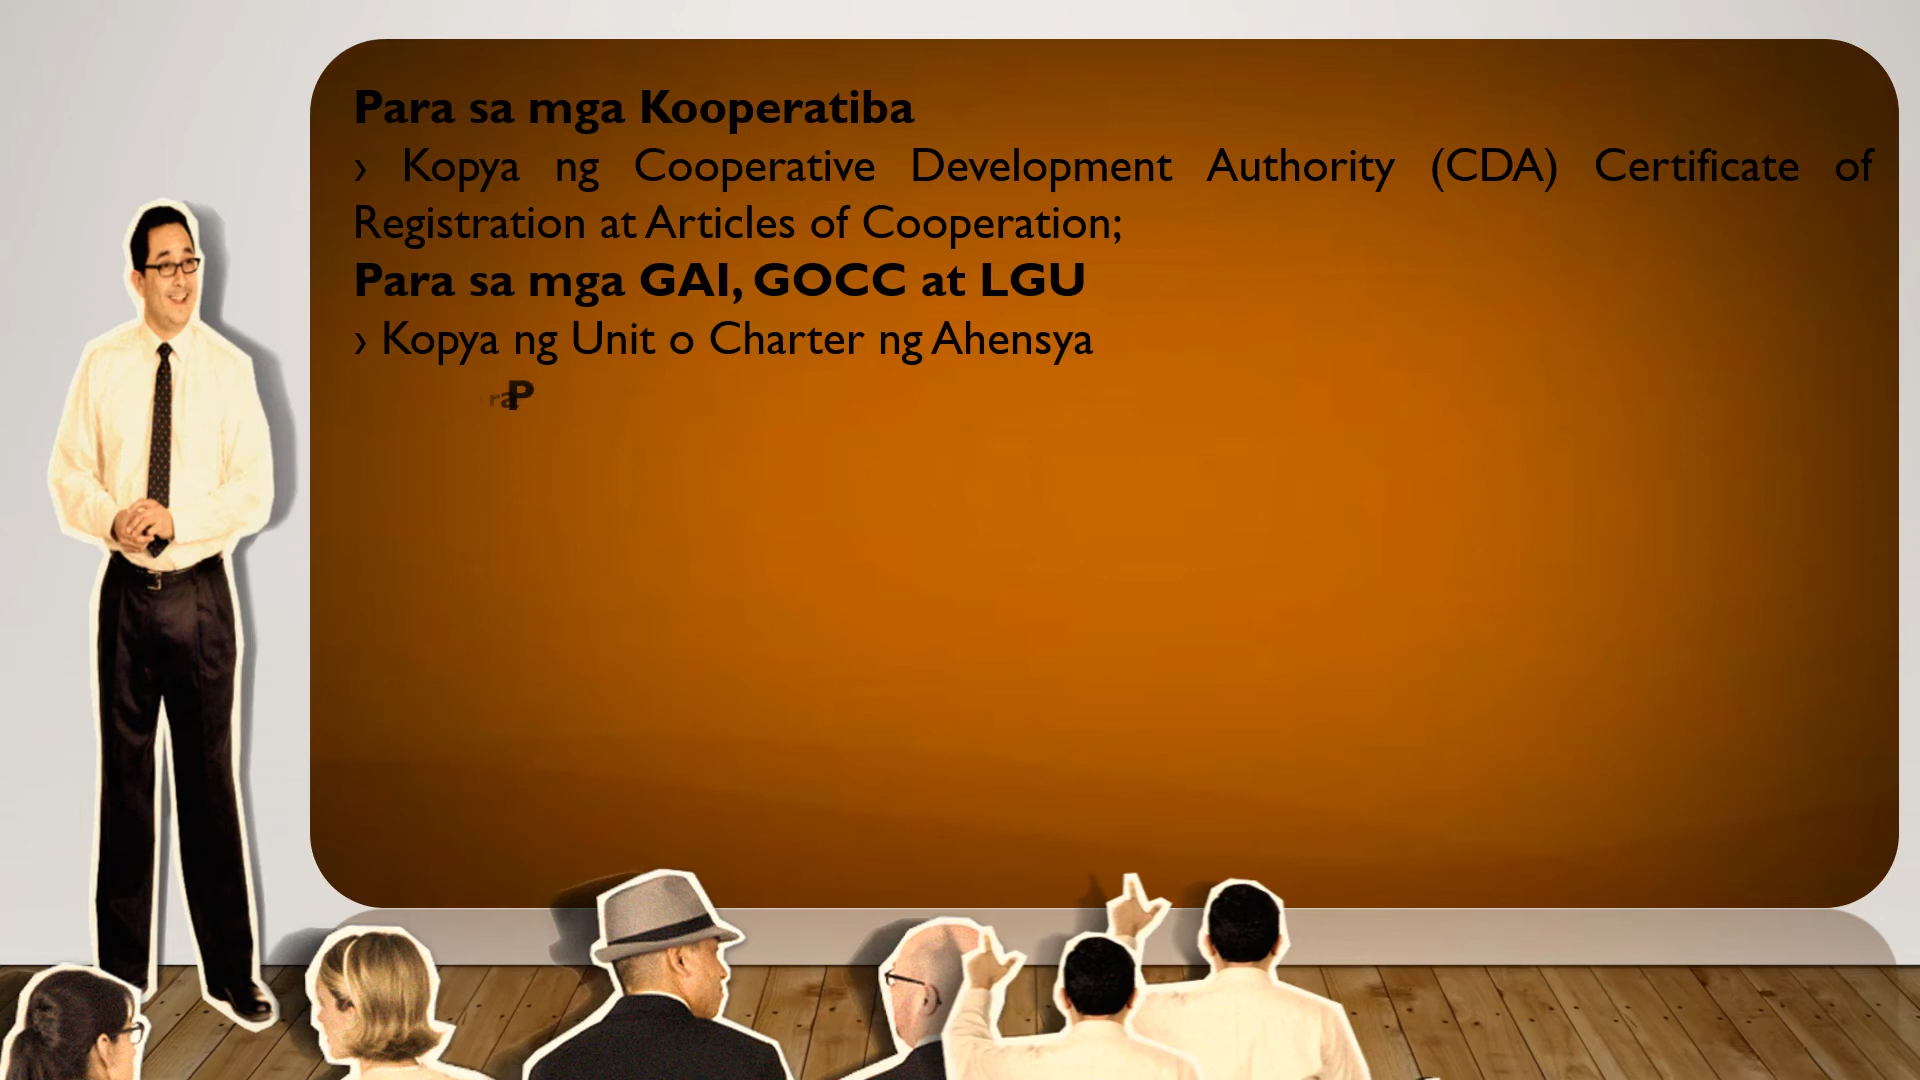 Para sa mga Kooperatiba
› Kopya ng Cooperative Development Authority (CDA) Certificate of
Registration at Articles of Cooperation;
Para sa mga GAI, GOCC at LGU
› Kopya ng Unit o Charter ng Ahensya